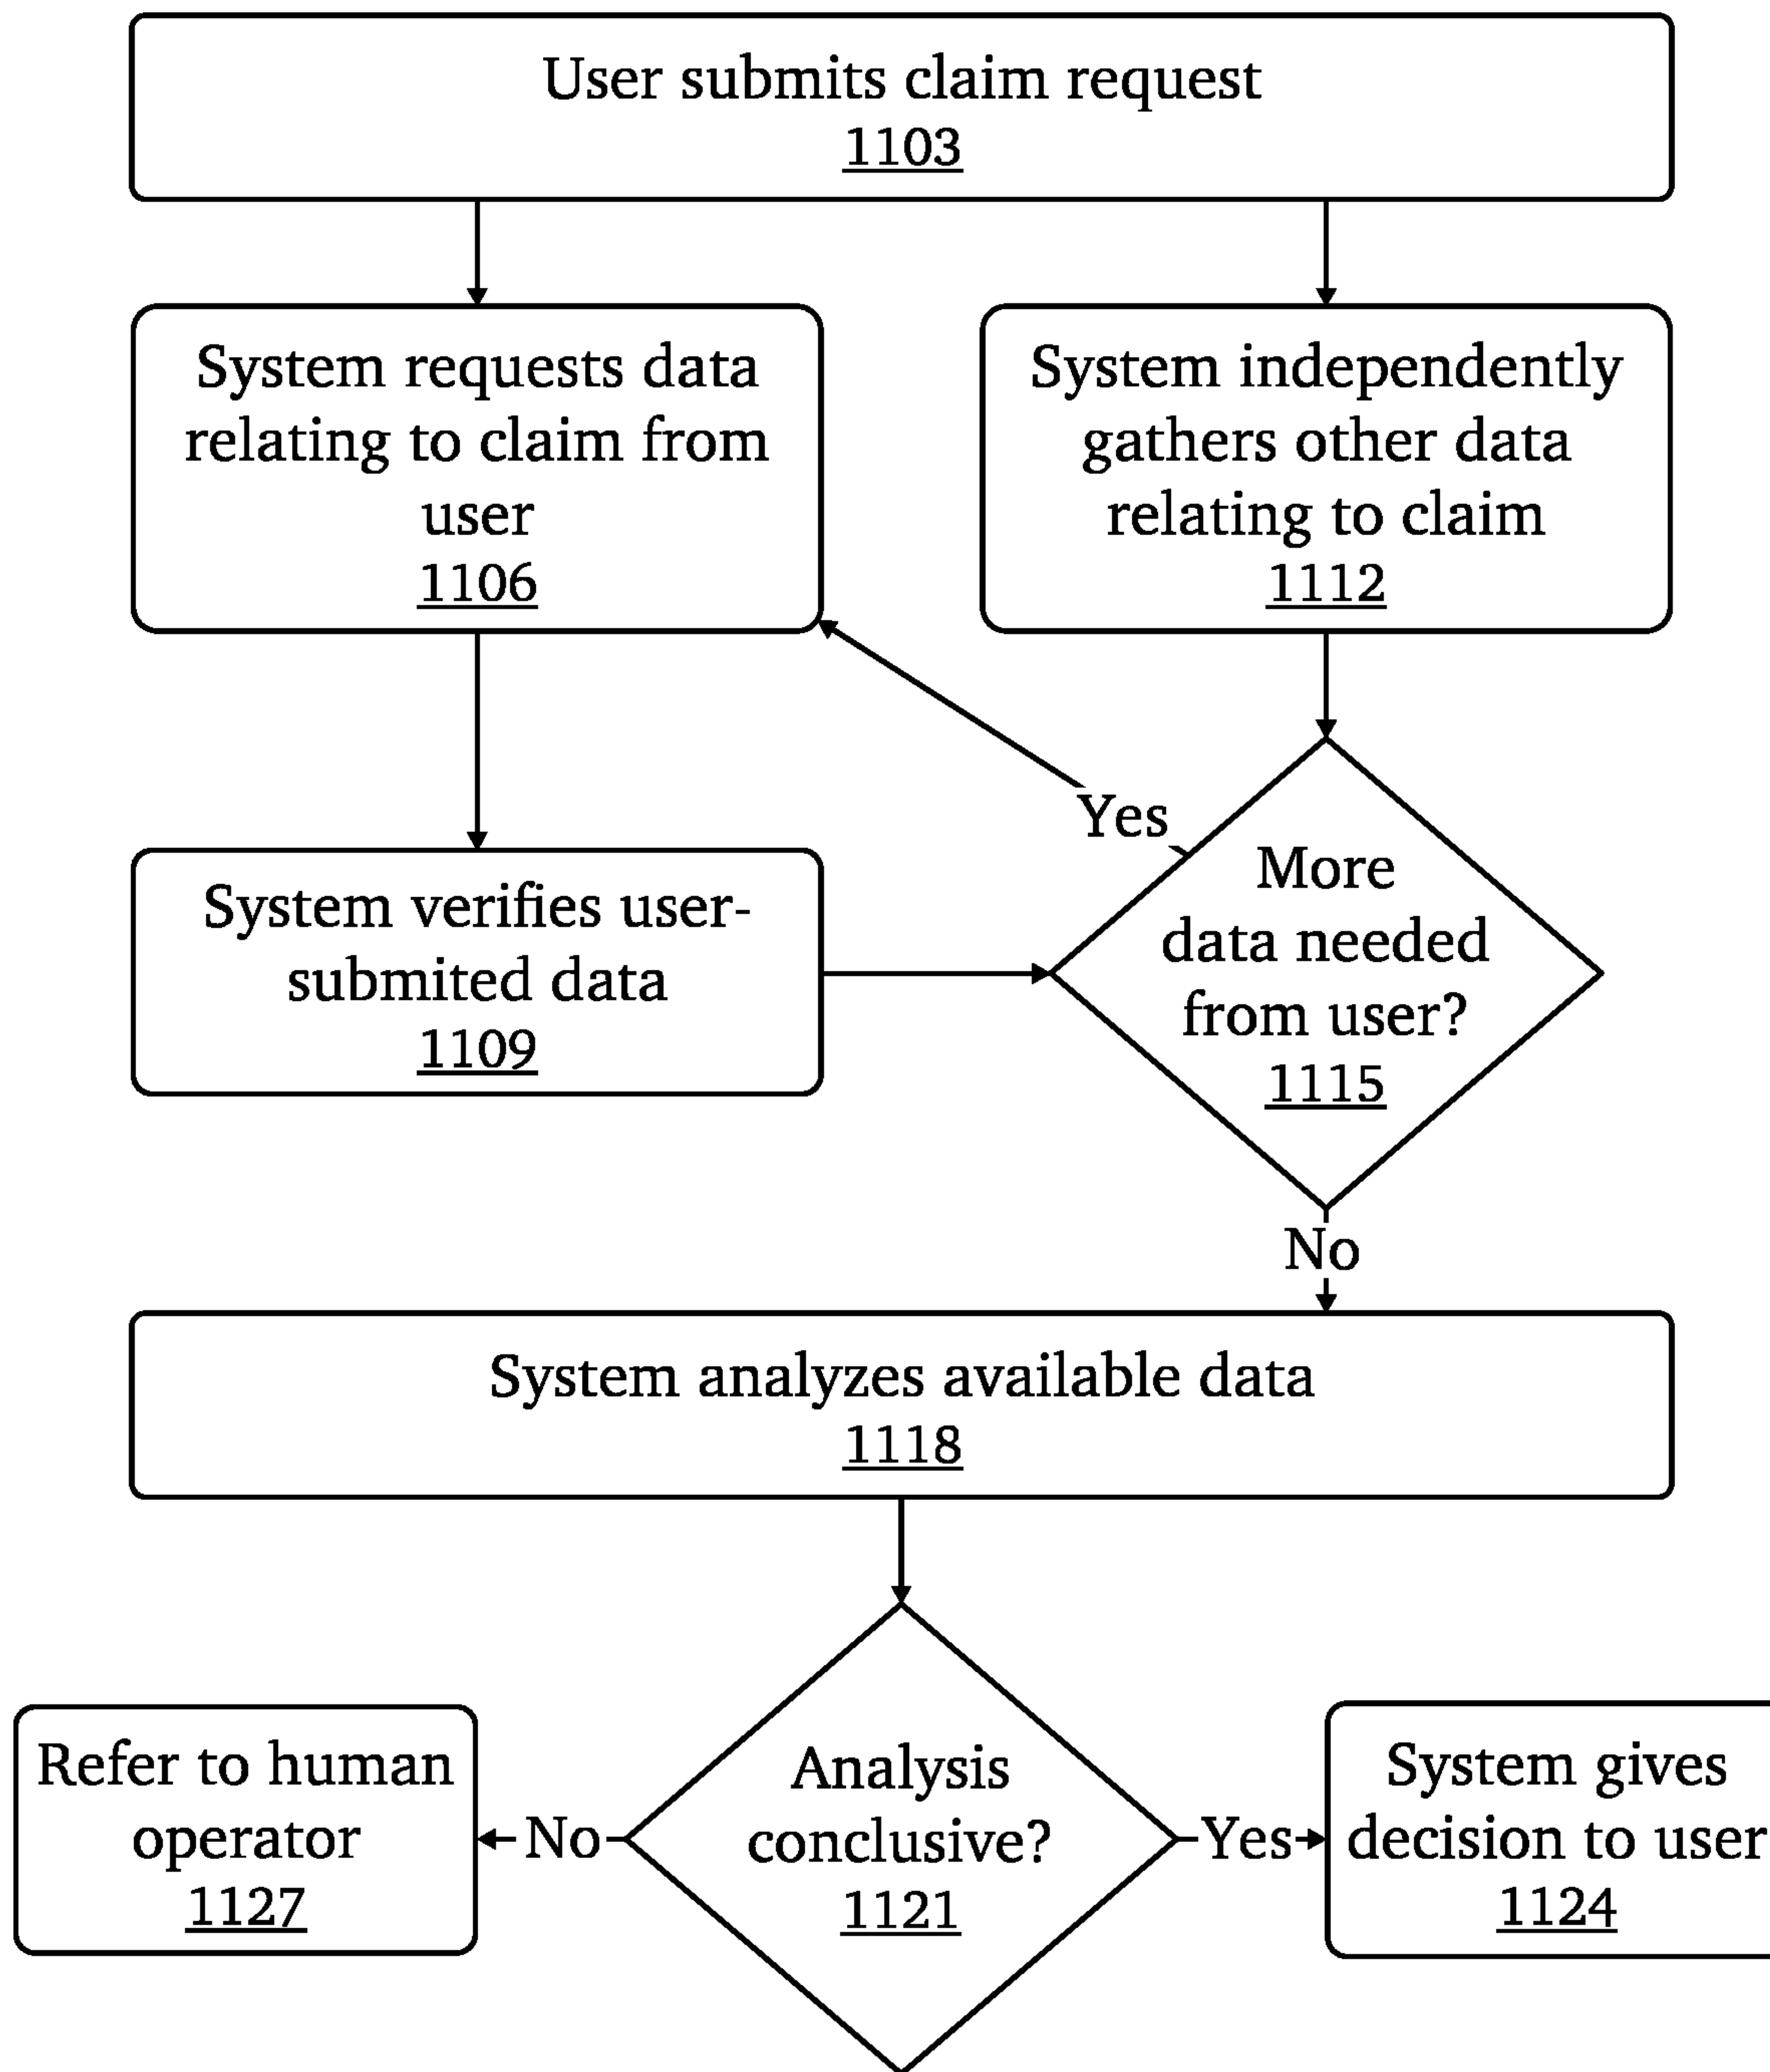 User submits claim request
1103
System requests data
relating to claim from
user
1106
System independently
gathers other data
relating to claim
1112
Yes
More
data needed
from user?
1115
System verifies user-
submited data
1109
No
System analyzes available data
1118
Refer to human
operator
1127
No
Analysis
conclusive?
1121
Yes
System gives
decision to user
1124